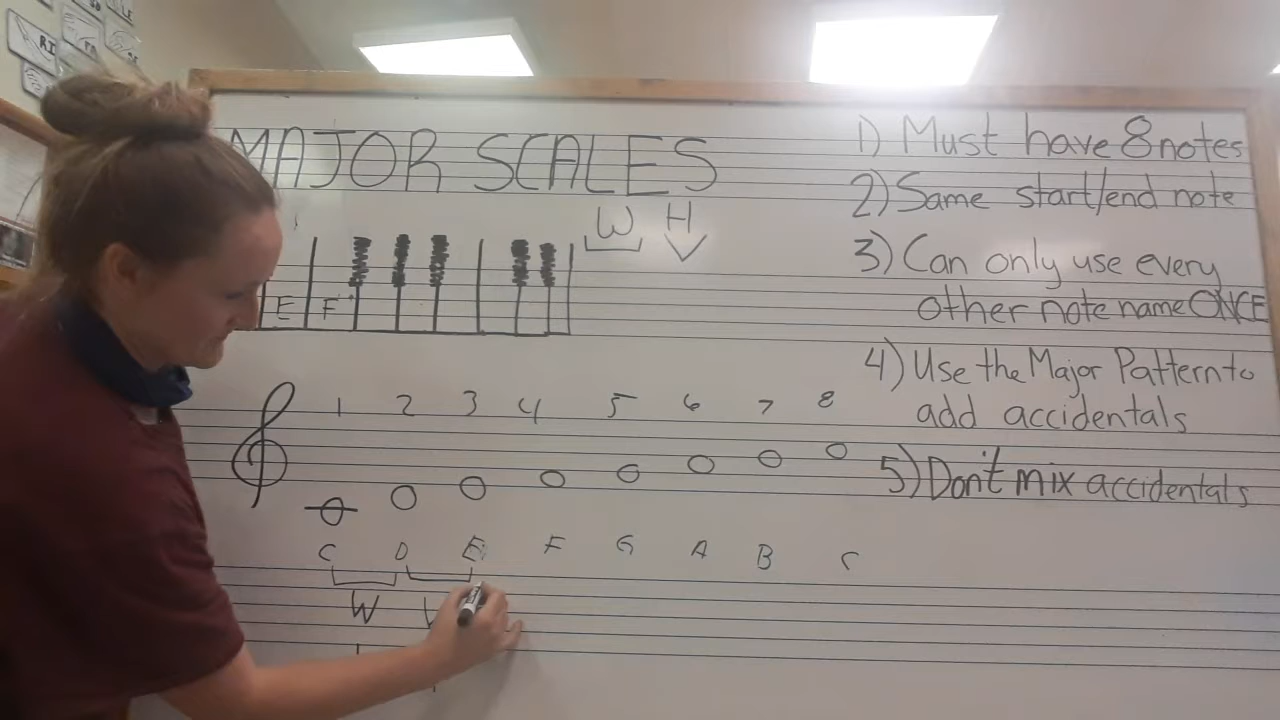 RI
MAJOR SCALES
W H
E F
1 2 3 4 5 6 7 8
C D E F G A B C
W
1) Must have 8 notes
2) Same start/end note
3) Can only use every
other note name ONCE
4) Use the Major Pattern to
add accidentals
5) Don't mix accidentals